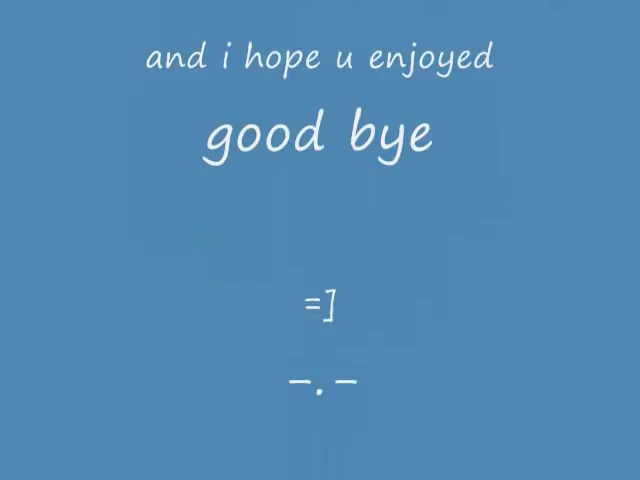 and i hope u enjoyed
good bye
=]
-.-